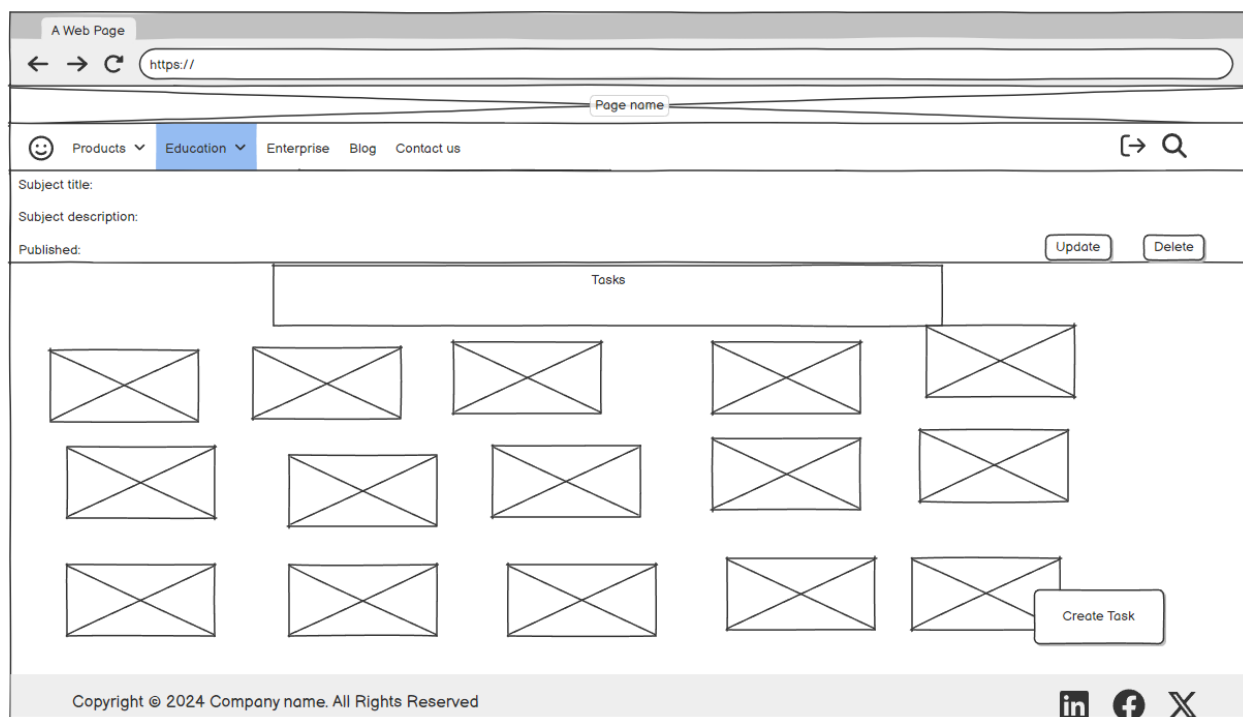 A Web Page
https://
Page name
Products Education Enterprise Blog Contact us
Subject title:
Subject description:
Published:
Update Delete
Tasks
Create Task
Copyright © 2024 Company name. All Rights Reserved
in f X